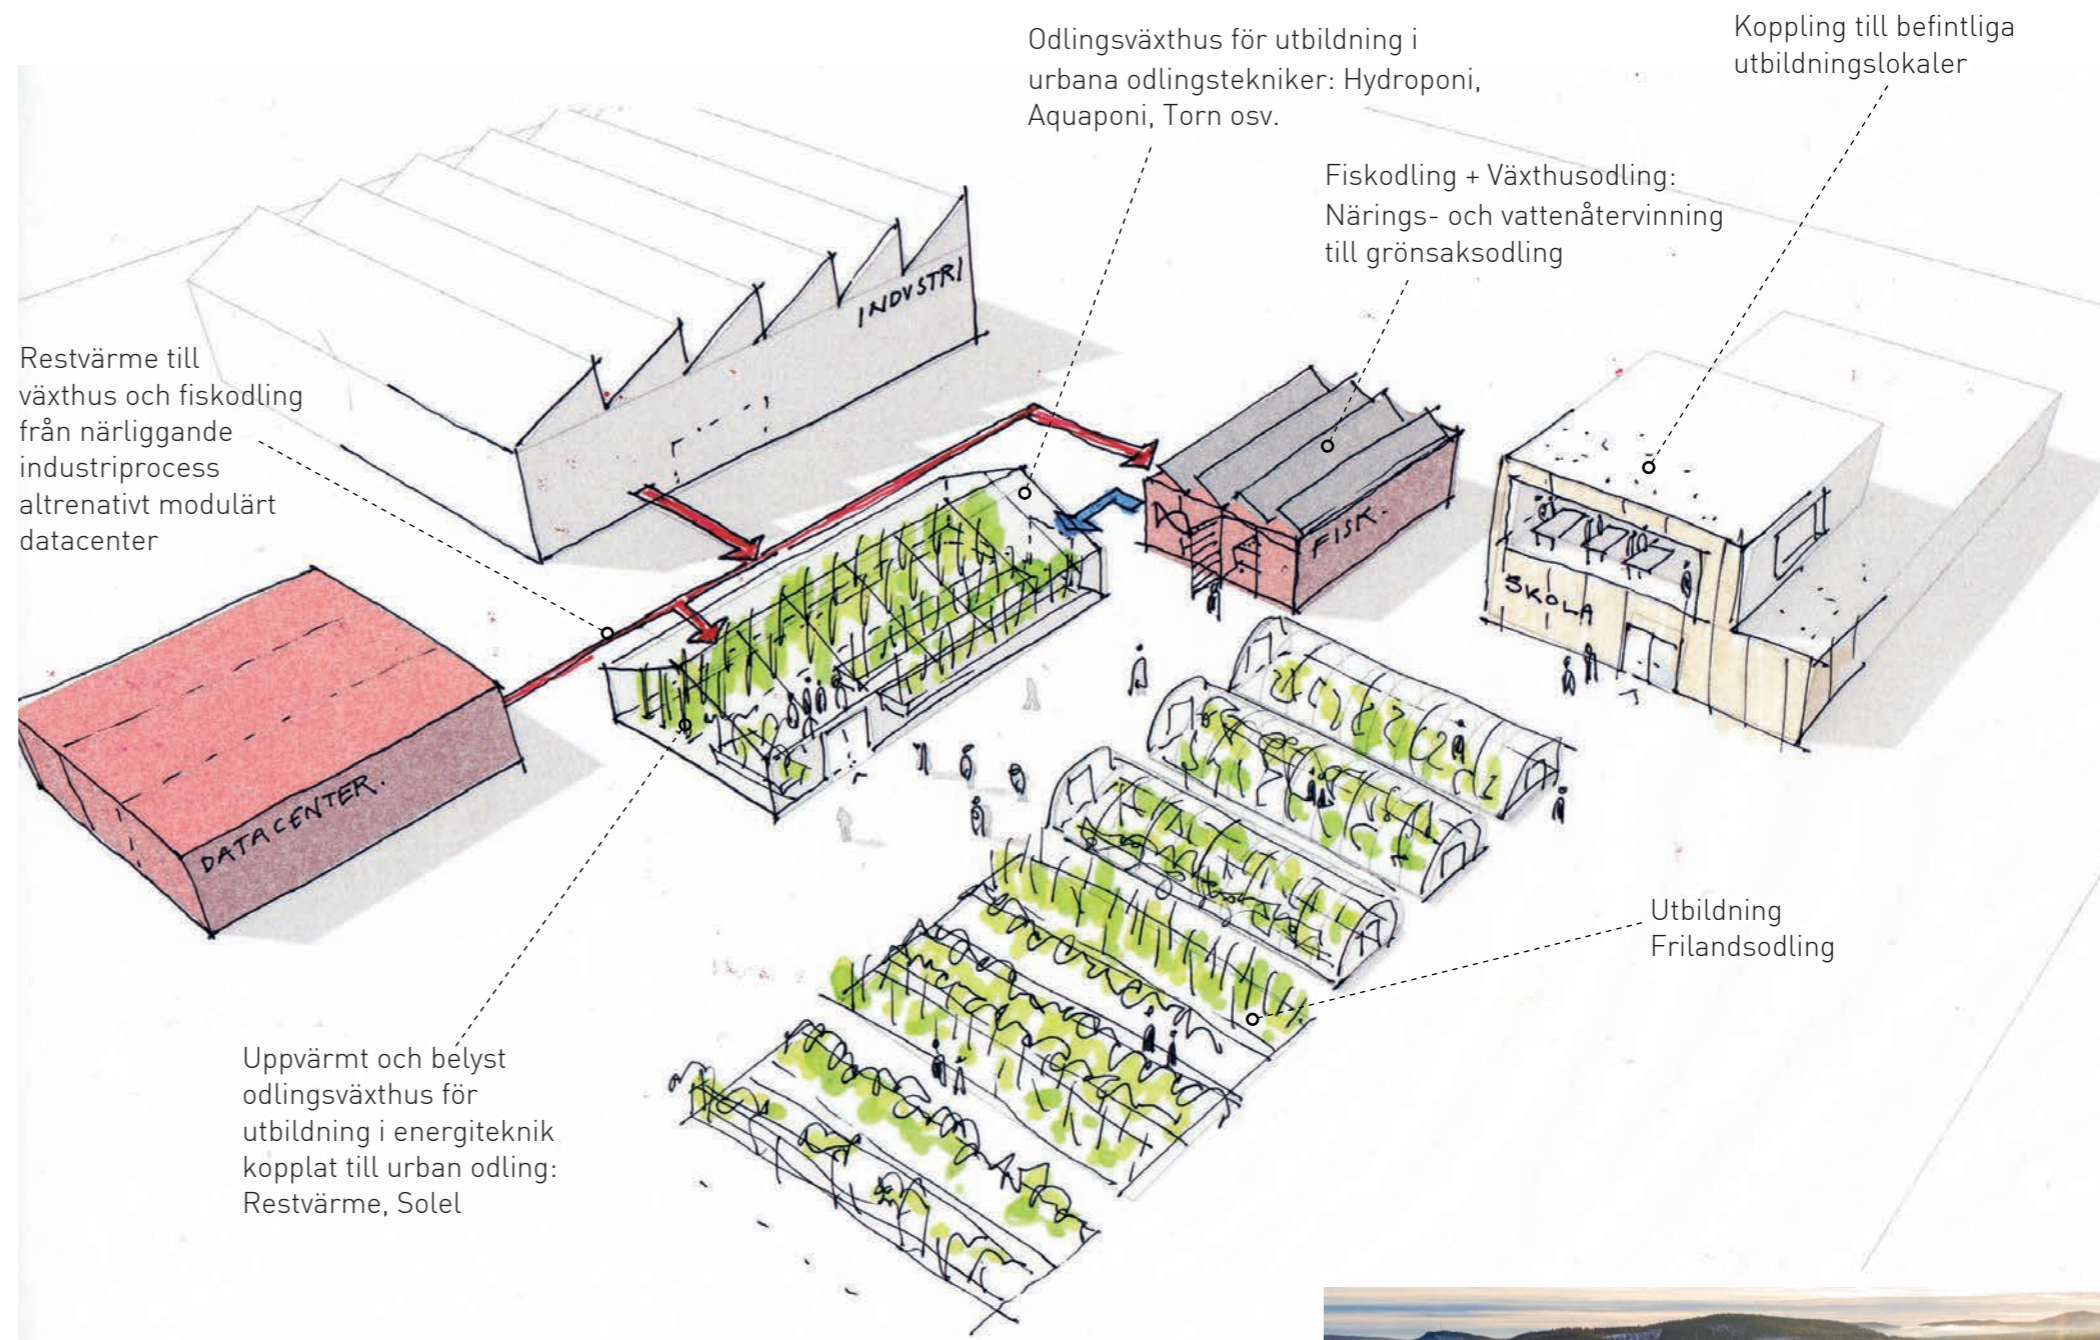 Odlingsväxthus för utbildning i
urbana odlingstekniker: Hydroponi,
Aquaponi, Torn osv.
Koppling till befintliga
utbildningslokaler
Fiskodling + Växthusodling:
Närings- och vattenåtervinning
till grönsaksodling
INDUSTRI
Restvärme till
växthus och fiskodling
från närliggande
industriprocess
altrenativt modulärt
datacenter
FISK.
SKOLA
DATACENTER.
Utbildning
Frilandsodling
Uppvärmt och belyst
odlingsväxthus för
utbildning i energiteknik
kopplat till urban odling:
Restvärme, Solel